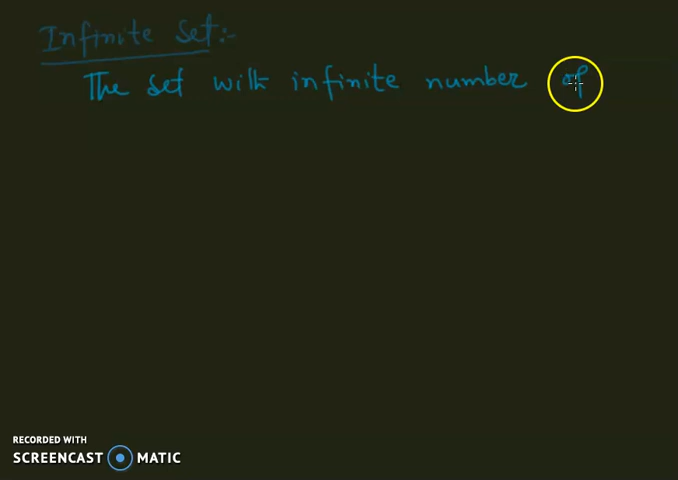 Infinite Set:-
The set with infinite number of
RECORDED WITH
SCREENCAST MATIC